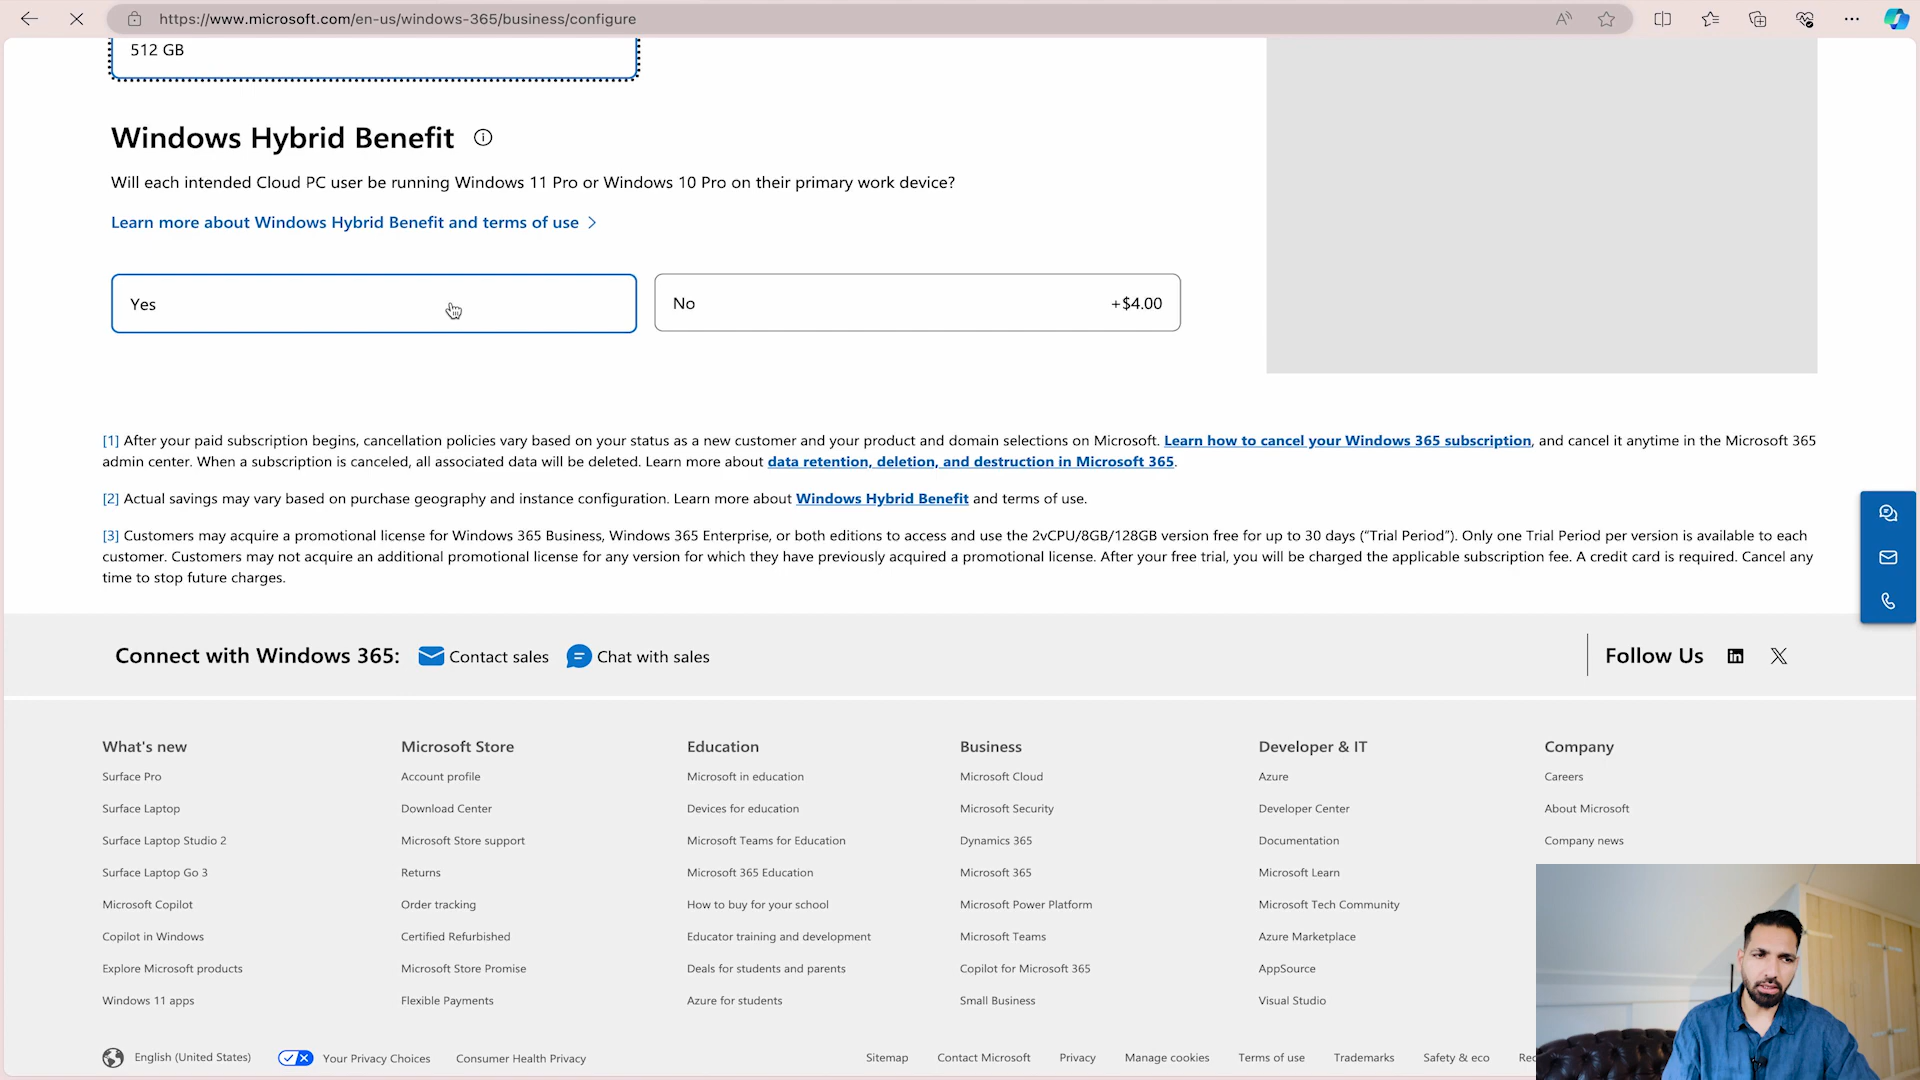 https://www.microsoft.com/en-us/windows-365/business/configure
512 GB
Windows Hybrid Benefit
Will each intended Cloud PC user be running Windows 11 Pro or Windows 10 Pro on their primary work device?
Learn more about Windows Hybrid Benefit and terms of use
Yes
No +$4.00
[1] After your paid subscription begins, cancellation policies vary based on your status as a new customer and your product and domain selections on Microsoft. Learn how to cancel your Windows 365 subscription, and cancel it anytime in the Microsoft 365
admin center. When a subscription is canceled, all associated data will be deleted. Learn more about data retention, deletion, and destruction in Microsoft 365.
[2] Actual savings may vary based on purchase geography and instance configuration. Learn more about Windows Hybrid Benefit and terms of use.
[3] Customers may acquire a promotional license for Windows 365 Business, Windows 365 Enterprise, or both editions to access and use the 2vCPU/8GB/128GB version free for up to 30 days (“Trial Period”). Only one Trial Period per version is available to each
customer. Customers may not acquire an additional promotional license for any version for which they have previously acquired a promotional license. After your free trial, you will be charged the applicable subscription fee. A credit card is required. Cancel any
time to stop future charges.
Connect with Windows 365: Contact sales Chat with sales
Follow Us
What's new
Surface Pro
Surface Laptop
Surface Laptop Studio 2
Surface Laptop Go 3
Microsoft Copilot
Copilot in Windows
Explore Microsoft products
Windows 11 apps
Microsoft Store
Account profile
Download Center
Microsoft Store support
Returns
Order tracking
Certified Refurbished
Microsoft Store Promise
Flexible Payments
Education
Microsoft in education
Devices for education
Microsoft Teams for Education
Microsoft 365 Education
How to buy for your school
Educator training and development
Deals for students and parents
Azure for students
Business
Microsoft Cloud
Microsoft Security
Dynamics 365
Microsoft 365
Microsoft Power Platform
Microsoft Teams
Copilot for Microsoft 365
Small Business
Developer & IT
Azure
Developer Center
Documentation
Microsoft Learn
Microsoft Tech Community
Azure Marketplace
AppSource
Visual Studio
Company
Careers
About Microsoft
Company news
English (United States) Your Privacy Choices Consumer Health Privacy Sitemap Contact Microsoft Privacy Manage cookies Terms of use Trademarks Safety & eco